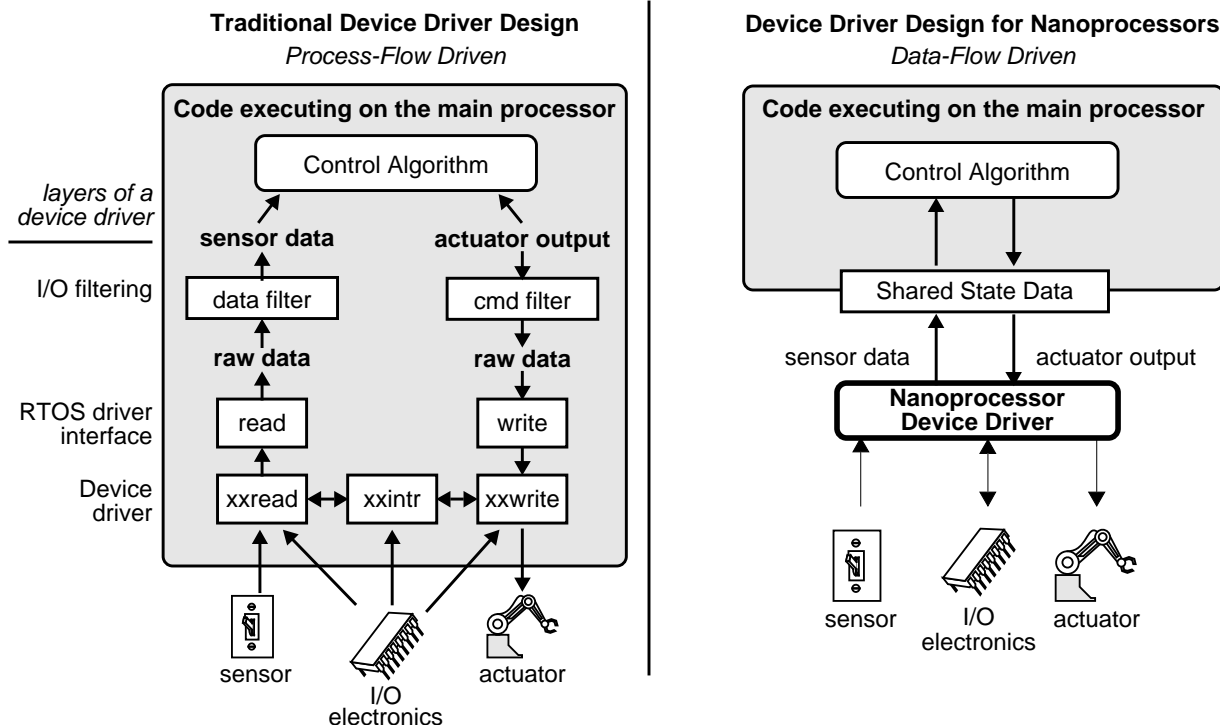 Traditional Device Driver Design
Process-Flow Driven
Code executing on the main processor
Control Algorithm
layers of a
device driver
sensor data
actuator output
I/O filtering
data filter
cmd filter
raw data
raw data
RTOS driver
interface
read
write
Device
driver
xxread
xxintr
xxwrite
sensor
I/O
electronics
actuator
Device Driver Design for Nanoprocessors
Data-Flow Driven
Code executing on the main processor
Control Algorithm
Shared State Data
sensor data
actuator output
Nanoprocessor
Device Driver
sensor
I/O
electronics
actuator